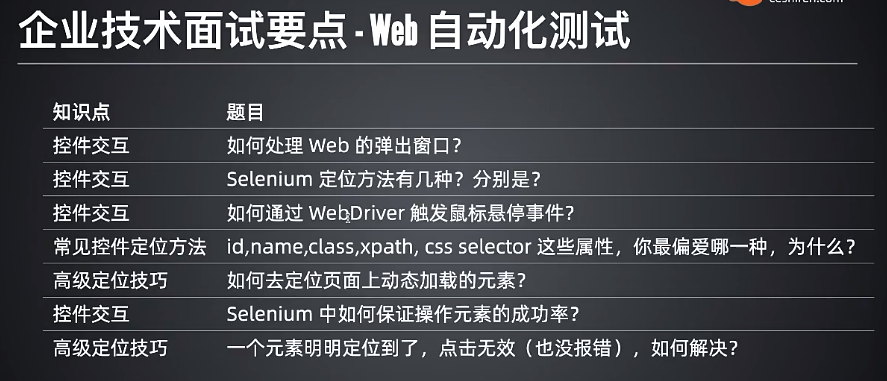 ceshiren.com
企业技术面试要点 - Web 自动化测试
知识点 题目
控件交互 如何处理 Web 的弹出窗口?
控件交互 Selenium 定位方法有几种?分别是?
控件交互 如何通过 WebDriver 触发鼠标悬停事件?
常见控件定位方法 id,name,class,xpath, css selector 这些属性,你最偏爱哪一种,为什么?
高级定位技巧 如何去定位页面上动态加载的元素?
控件交互 Selenium 中如何保证操作元素的成功率?
高级定位技巧 一个元素明明定位到了,点击无效(也没报错),如何解决?